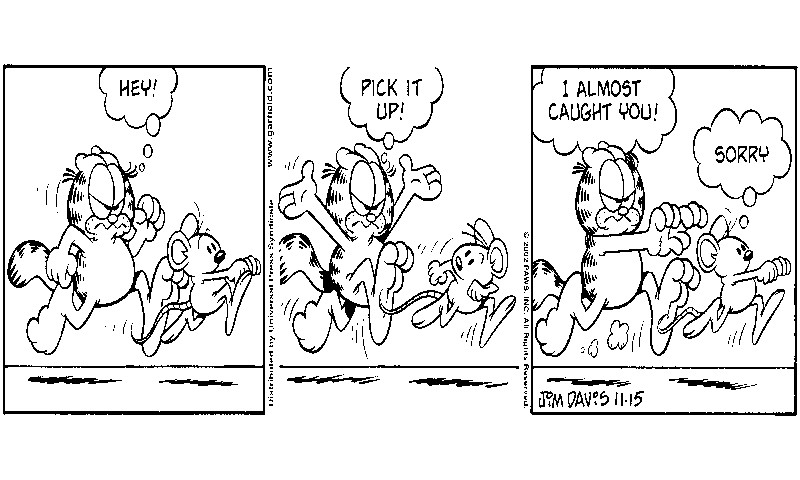 HEY!
www.garfield.com
Distributed by Universal Press Syndicate
PICK IT
UP!
© 2002 PAWS, INC. All Rights Reserved.
I ALMOST
CAUGHT YOU!
SORRY
JIM DAVIS 11-15